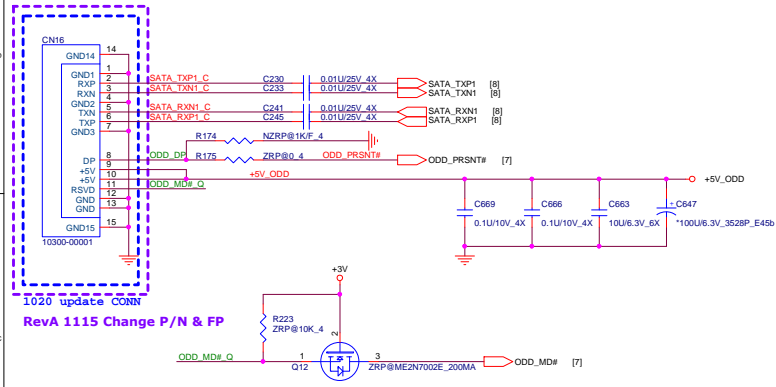 CN16
GND14 14
GND1 1
RXP 2 SATA_TXP1_C C230 0.01U/25V_4X SATA_TXP1 [8]
RXN 3 SATA_TXN1_C C233 0.01U/25V_4X SATA_TXN1 [8]
GND2 4
TXN 5 SATA_RXN1_C C241 0.01U/25V_4X SATA_RXN1 [8]
TXP 6 SATA_RXP1_C C245 0.01U/25V_4X SATA_RXP1 [8]
GND3 7
R174 NZRP@1K/F_4
DP 8 ODD_DP R175 ZRP@0_4 ODD_PRSNT# ODD_PRSNT# [7]
+5V 9
+5V 10 +5V_ODD +5V_ODD
RSVD 11 ODD_MD#_Q
GND 12
GND 13
GND15 15
10300-00001
C669 C666 C663 + C647
0.1U/10V_4X 0.1U/10V_4X 10U/6.3V_6X *100U/6.3V_3528P_E45b
1020 update CONN
RevA 1115 Change P/N & FP
+3V
R223
ZRP@10K_4
2
ODD_MD#_Q 1 3 ODD_MD# [7]
Q12 ZRP@ME2N7002E_200MA